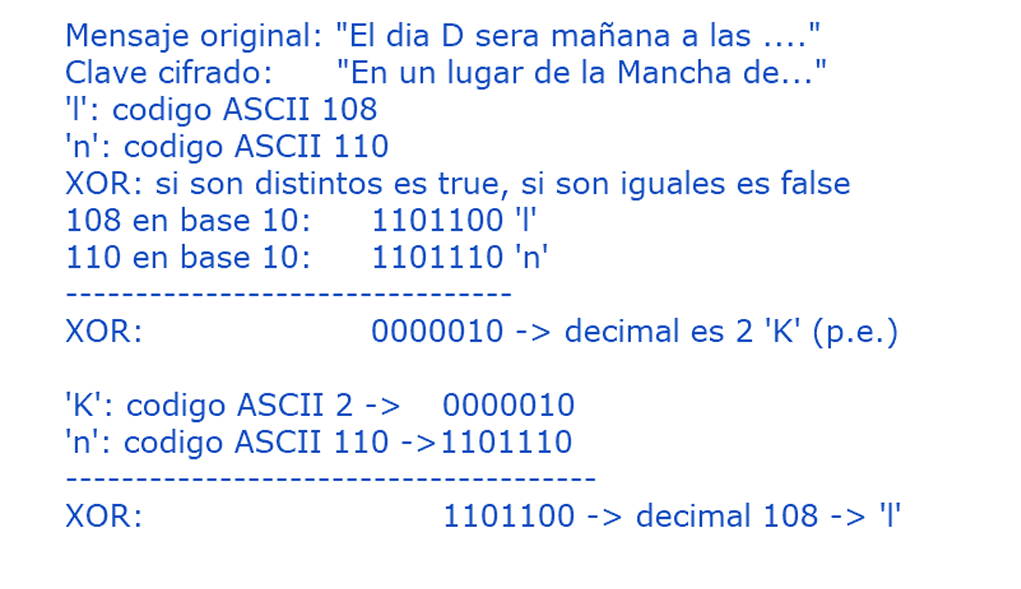 Mensaje original: "El dia D sera mañana a las ...."
Clave cifrado: "En un lugar de la Mancha de..."
'l': codigo ASCII 108
'n': codigo ASCII 110
XOR: si son distintos es true, si son iguales es false
108 en base 10: 1101100 'l'
110 en base 10: 1101110 'n'
--------------------------------
XOR: 0000010 -> decimal es 2 'K' (p.e.)
'K': codigo ASCII 2 -> 0000010
'n': codigo ASCII 110 ->1101110
--------------------------------------
XOR: 1101100 -> decimal 108 -> 'l'